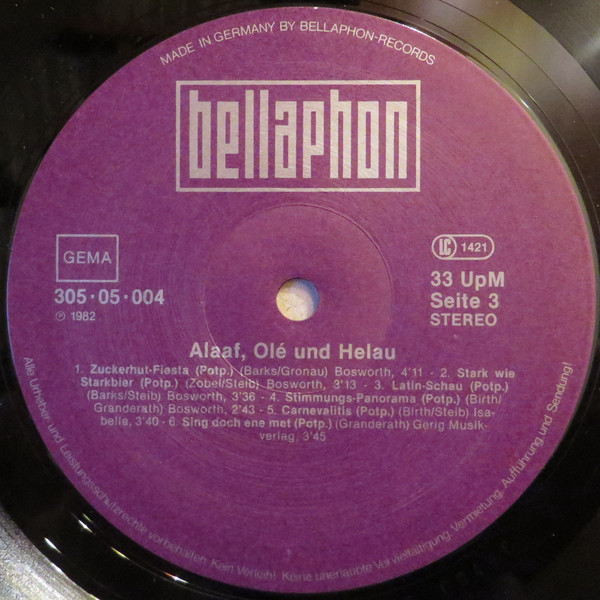 MADE IN GERMANY BY BELLAPHON-RECORDS
bellaphon
GEMA
LC 1421
305·05·004
℗ 1982
33 UpM
Seite 3
STEREO
Alaaf, Olé und Helau
1. Zuckerhut-Fiesta (Potp.) (Barks/Gronau) Bosworth, 4'11 - 2. Stark wie
Starkbier (Potp.) (Zobel/Steib) Bosworth, 3'13 - 3. Latin-Schau (Potp.)
(Barks/Steib) Bosworth, 3'36 - 4. Stimmungs-Panorama (Potp.) (Birth/
Granderath) Bosworth, 2'43 - 5. Carnevalitis (Potp.) (Birth/Steib) Isa-
belle, 3'40 - 6. Sing doch ene met (Potp.) (Granderath) Gerig Musik-
verlag, 3'45
Alle Urheber und Leistungsschutzrechte vorbehalten. Kein Verleih! Keine unerlaubte Vervielfältigung, Vermietung, Aufführung und Sendung!